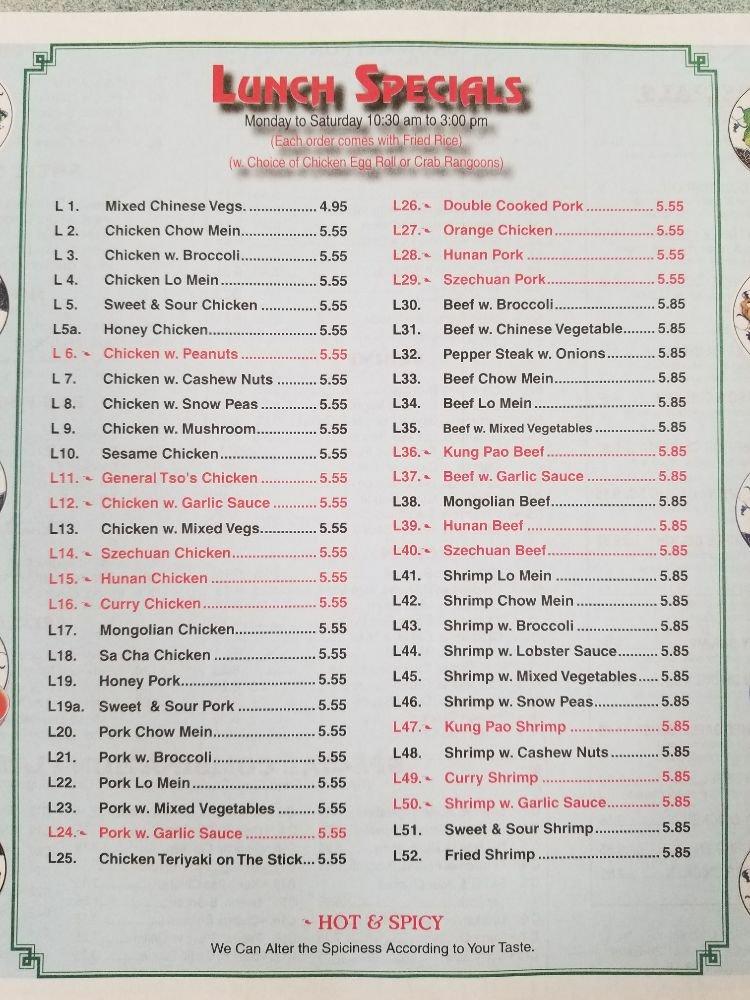 LUNCH SPECIALS
Monday to Saturday 10:30 am to 3:00 pm
(Each order comes with Fried Rice)
(w. Choice of Chicken Egg Roll or Crab Rangoons)
L 1. Mixed Chinese Vegs. ................. 4.95
L 2. Chicken Chow Mein.................... 5.55
L 3. Chicken w. Broccoli.................... 5.55
L 4. Chicken Lo Mein ........................ 5.55
L 5. Sweet & Sour Chicken ............... 5.55
L5a. Honey Chicken........................... 5.55
L 6. Chicken w. Peanuts ................... 5.55
L 7. Chicken w. Cashew Nuts ........... 5.55
L 8. Chicken w. Snow Peas ............... 5.55
L 9. Chicken w. Mushroom................ 5.55
L10. Sesame Chicken......................... 5.55
L11. General Tso's Chicken ............... 5.55
L12. Chicken w. Garlic Sauce ............ 5.55
L13. Chicken w. Mixed Vegs............... 5.55
L14. Szechuan Chicken...................... 5.55
L15. Hunan Chicken ........................... 5.55
L16. Curry Chicken............................. 5.55
L17. Mongolian Chicken..................... 5.55
L18. Sa Cha Chicken .......................... 5.55
L19. Honey Pork.................................. 5.55
L19a. Sweet & Sour Pork ..................... 5.55
L20. Pork Chow Mein.......................... 5.55
L21. Pork w. Broccoli.......................... 5.55
L22. Pork Lo Mein............................... 5.55
L23. Pork w. Mixed Vegetables ......... 5.55
L24. Pork w. Garlic Sauce .................. 5.55
L25. Chicken Teriyaki on The Stick... 5.55
L26. Double Cooked Pork ................. 5.55
L27. Orange Chicken......................... 5.55
L28. Hunan Pork ................................ 5.55
L29. Szechuan Pork........................... 5.55
L30. Beef w. Broccoli......................... 5.85
L31. Beef w. Chinese Vegetable....... 5.85
L32. Pepper Steak w. Onions............ 5.85
L33. Beef Chow Mein......................... 5.85
L34. Beef Lo Mein .............................. 5.85
L35. Beef w. Mixed Vegetables ............... 5.85
L36. Kung Pao Beef........................... 5.85
L37. Beef w. Garlic Sauce ................. 5.85
L38. Mongolian Beef.......................... 5.85
L39. Hunan Beef ................................ 5.85
L40. Szechuan Beef........................... 5.85
L41. Shrimp Lo Mein ......................... 5.85
L42. Shrimp Chow Mein .................... 5.85
L43. Shrimp w. Broccoli .................... 5.85
L44. Shrimp w. Lobster Sauce.......... 5.85
L45. Shrimp w. Mixed Vegetables..... 5.85
L46. Shrimp w. Snow Peas................ 5.85
L47. Kung Pao Shrimp ...................... 5.85
L48. Shrimp w. Cashew Nuts ............ 5.85
L49. Curry Shrimp ............................. 5.85
L50. Shrimp w. Garlic Sauce............. 5.85
L51. Sweet & Sour Shrimp................ 5.85
L52. Fried Shrimp .............................. 5.85
HOT & SPICY
We Can Alter the Spiciness According to Your Taste.